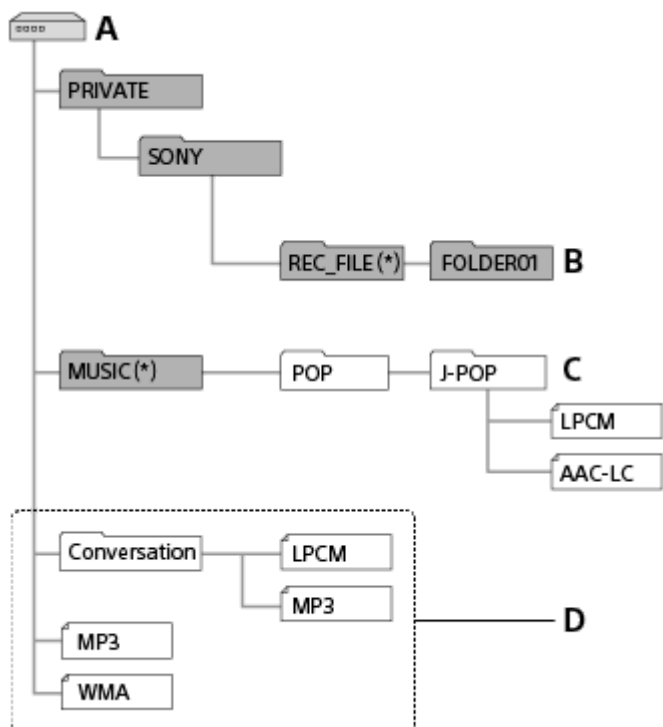 A
PRIVATE
SONY
REC_FILE(*)
FOLDER01
B
MUSIC(*)
POP
J-POP
C
LPCM
AAC-LC
Conversation
LPCM
MP3
D
MP3
WMA